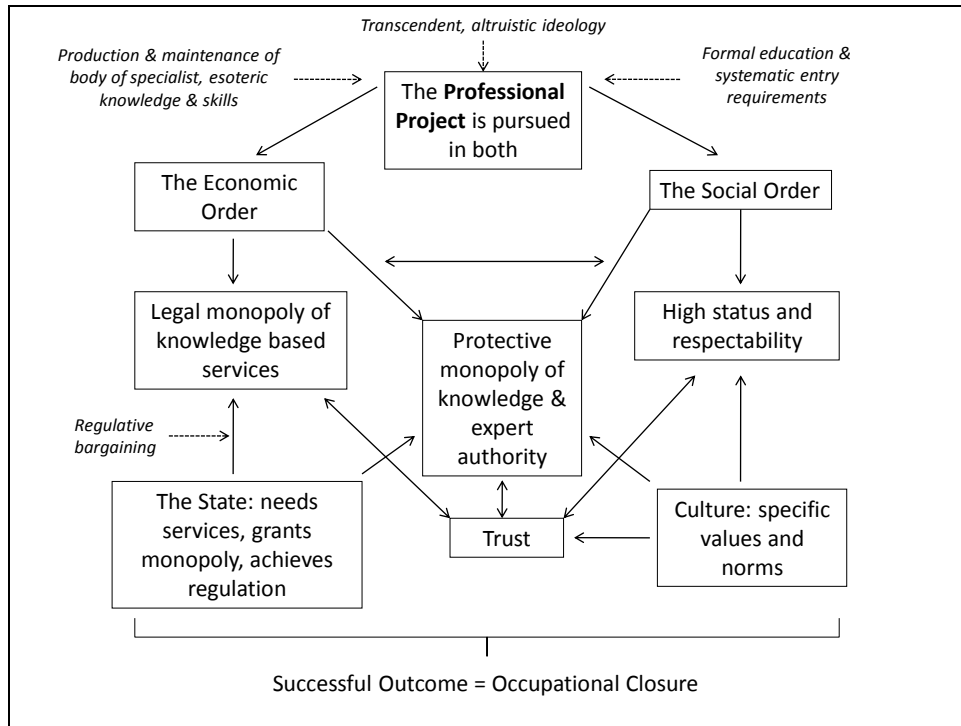 Transcendent, altruistic ideology
Production & maintenance of
body of specialist, esoteric
knowledge & skills
Formal education &
systematic entry
requirements
The Professional
Project is pursued
in both
The Economic
Order
The Social Order
Legal monopoly of
knowledge based
services
Protective
monopoly of
knowledge &
expert
authority
High status and
respectability
Regulative
bargaining
The State: needs
services, grants
monopoly, achieves
regulation
Trust
Culture: specific
values and
norms
Successful Outcome = Occupational Closure